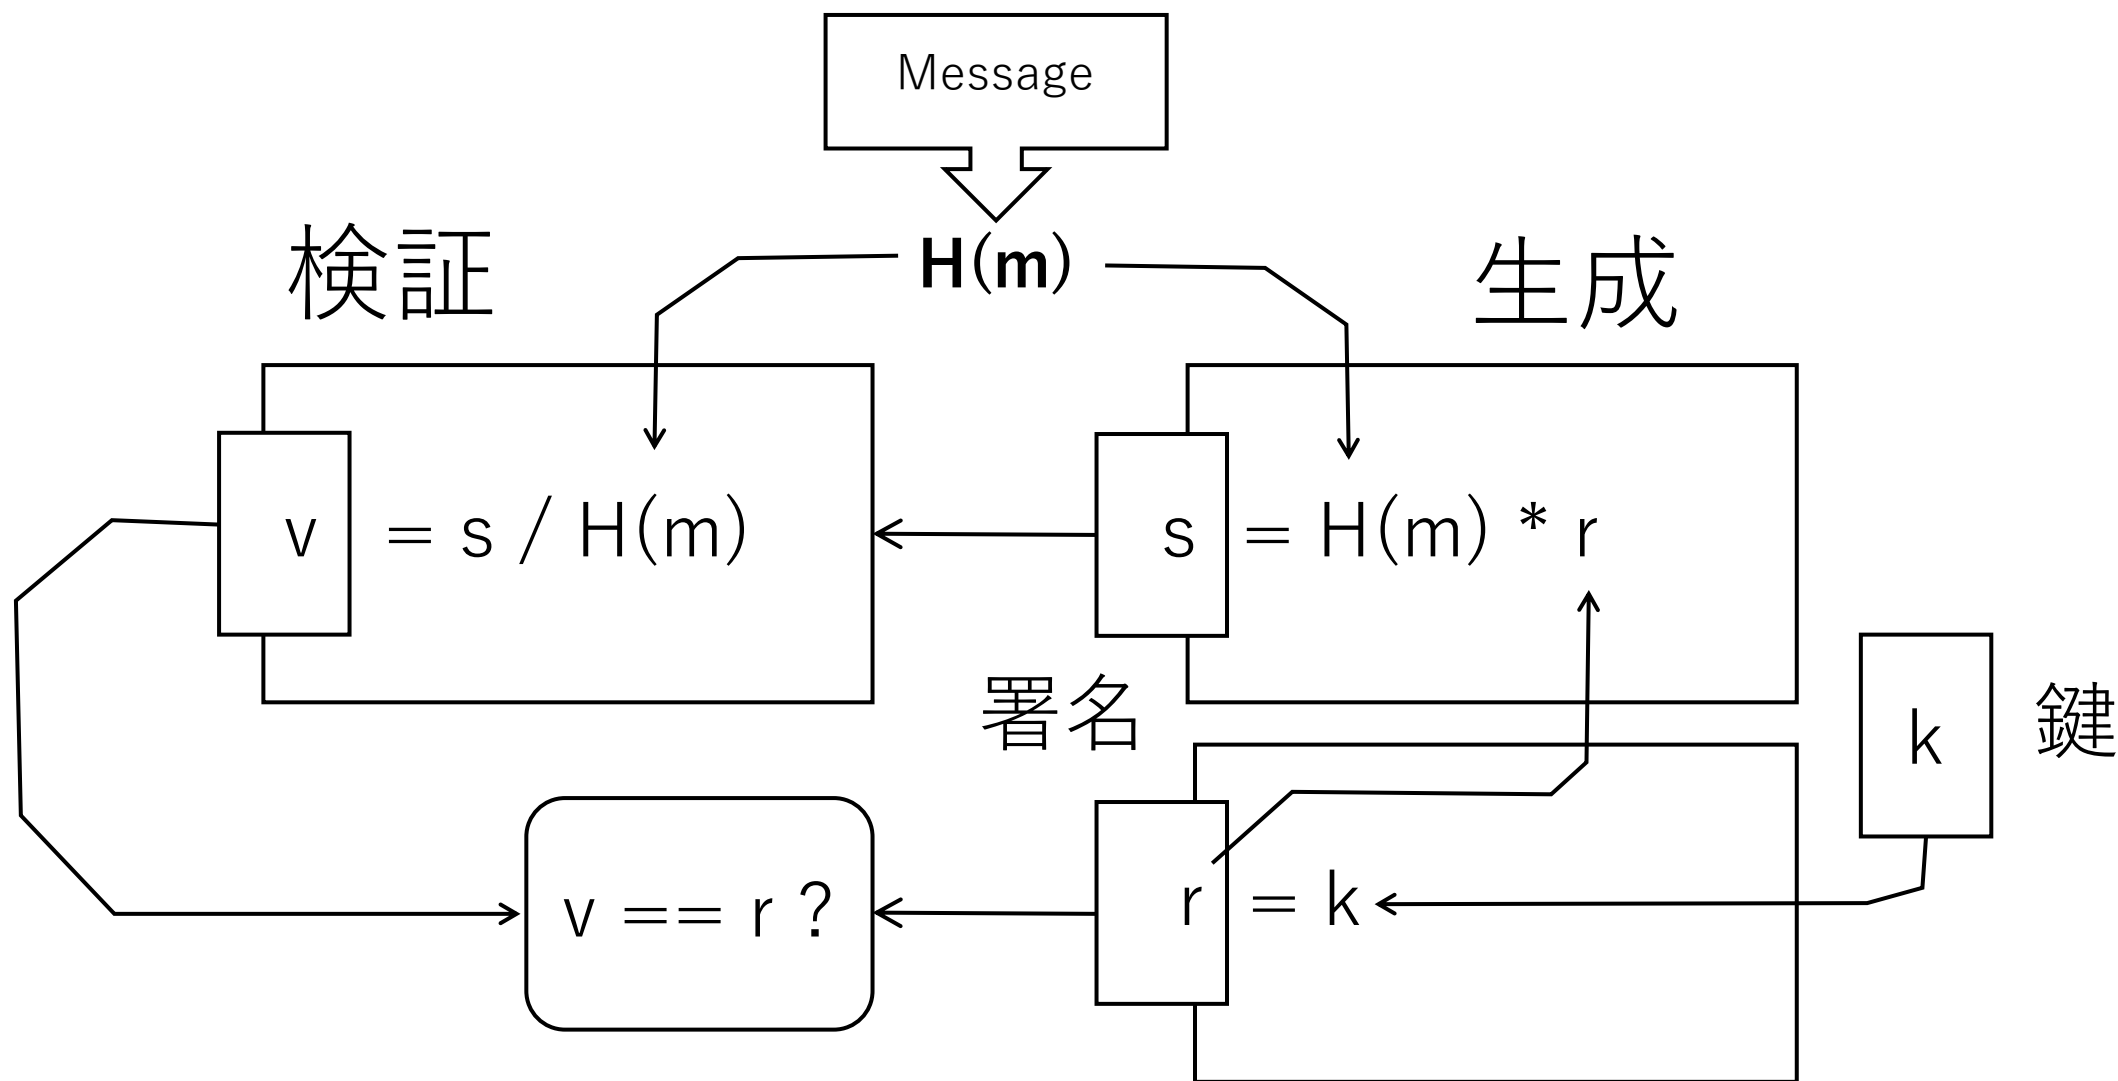 Message
H(m)
検証
生成
v = s / H(m)
s = H(m) * r
署名
k
鍵
v == r ?
r = k